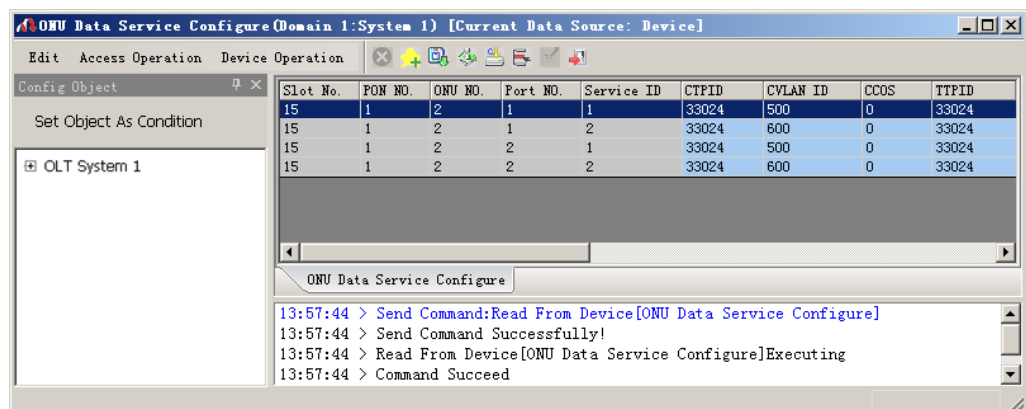 ONU Data Service Configure(Domain 1:System 1) [Current Data Source: Device]
Edit Access Operation Device Operation
Config Object
Set Object As Condition
OLT System 1
Slot No. PON NO. ONU NO. Port NO. Service ID CTPID CVLAN ID CCOS TTPID
15 1 2 1 1 33024 500 0 33024
15 1 2 1 2 33024 600 0 33024
15 1 2 2 1 33024 500 0 33024
15 1 2 2 2 33024 600 0 33024
ONU Data Service Configure
13:57:44 > Send Command:Read From Device[ONU Data Service Configure]
13:57:44 > Send Command Successfully!
13:57:44 > Read From Device[ONU Data Service Configure]Executing
13:57:44 > Command Succeed